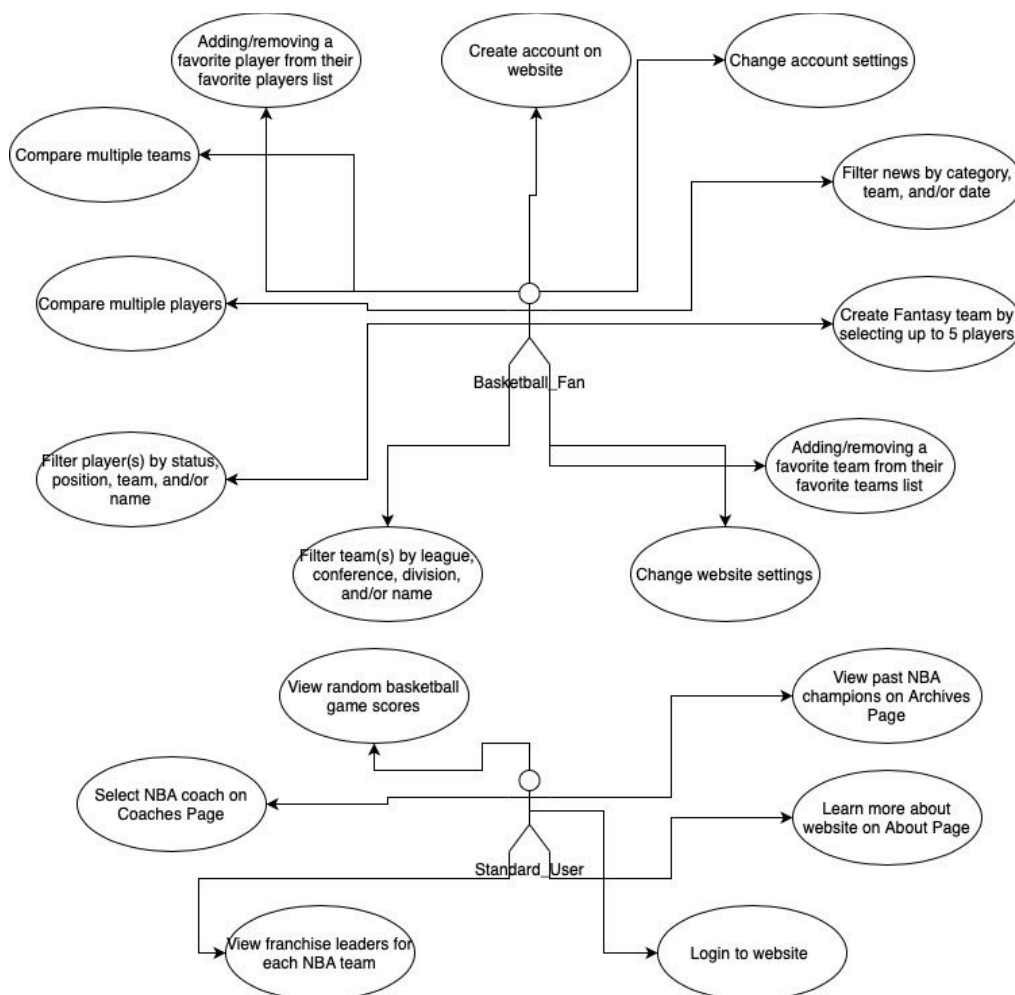 Adding/removing a
favorite player from their
favorite players list
Create account on
website
Change account settings
Compare multiple teams
Filter news by category,
team, and/or date
Compare multiple players
Create Fantasy team by
selecting up to 5 players
Basketball_Fan
Filter player(s) by status,
position, team, and/or
name
Adding/removing a
favorite team from their
favorite teams list
Filter team(s) by league,
conference, division,
and/or name
Change website settings
View random basketball
game scores
View past NBA
champions on Archives
Page
Select NBA coach on
Coaches Page
Learn more about
website on About Page
Standard_User
View franchise leaders for
each NBA team
Login to website